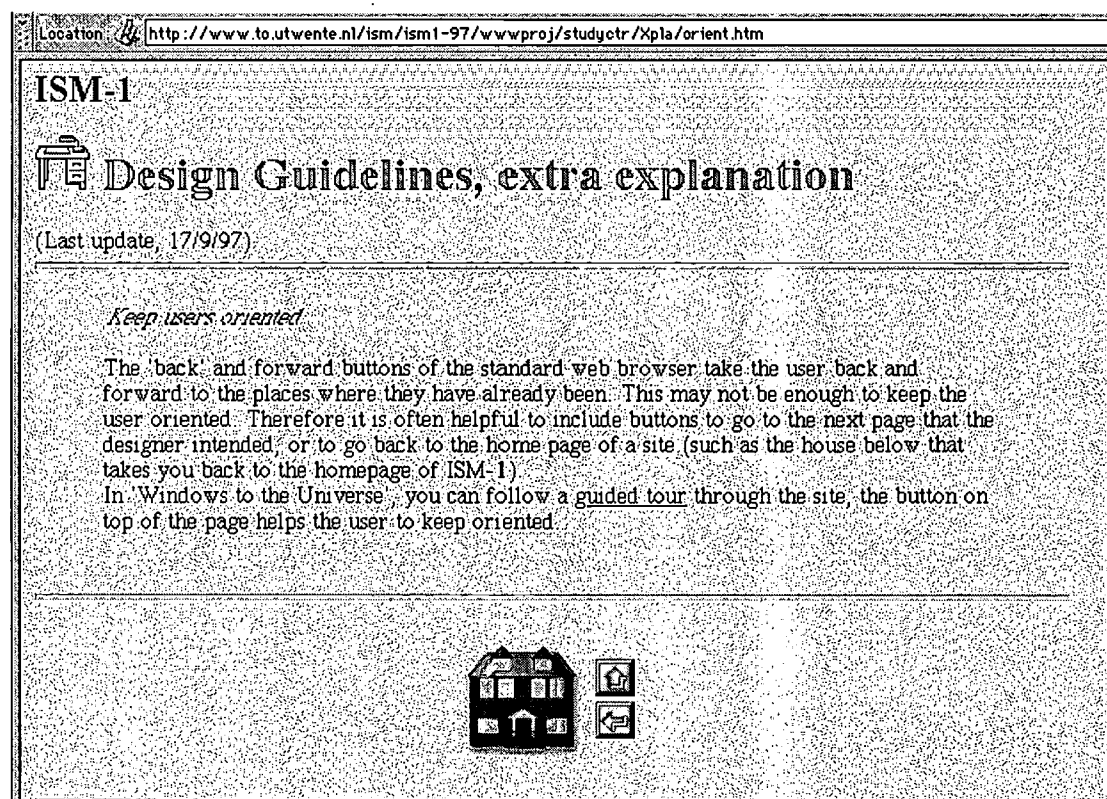 Location http://www.to.utwente.nl/ism/ism1-97/wwwproj/studyctr/Xpla/orient.htm
ISM-1
Design Guidelines, extra explanation
(Last update, 17/9/97)
Keep users oriented
The 'back' and forward buttons of the standard web browser take the user back and
forward to the places where they have already been. This may not be enough to keep the
user oriented. Therefore it is often helpful to include buttons to go to the next page that the
designer intended, or to go back to the home page of a site (such as the house below that
takes you back to the homepage of ISM-1)
In 'Windows to the Universe', you can follow a guided tour through the site, the button on
top of the page helps the user to keep oriented.